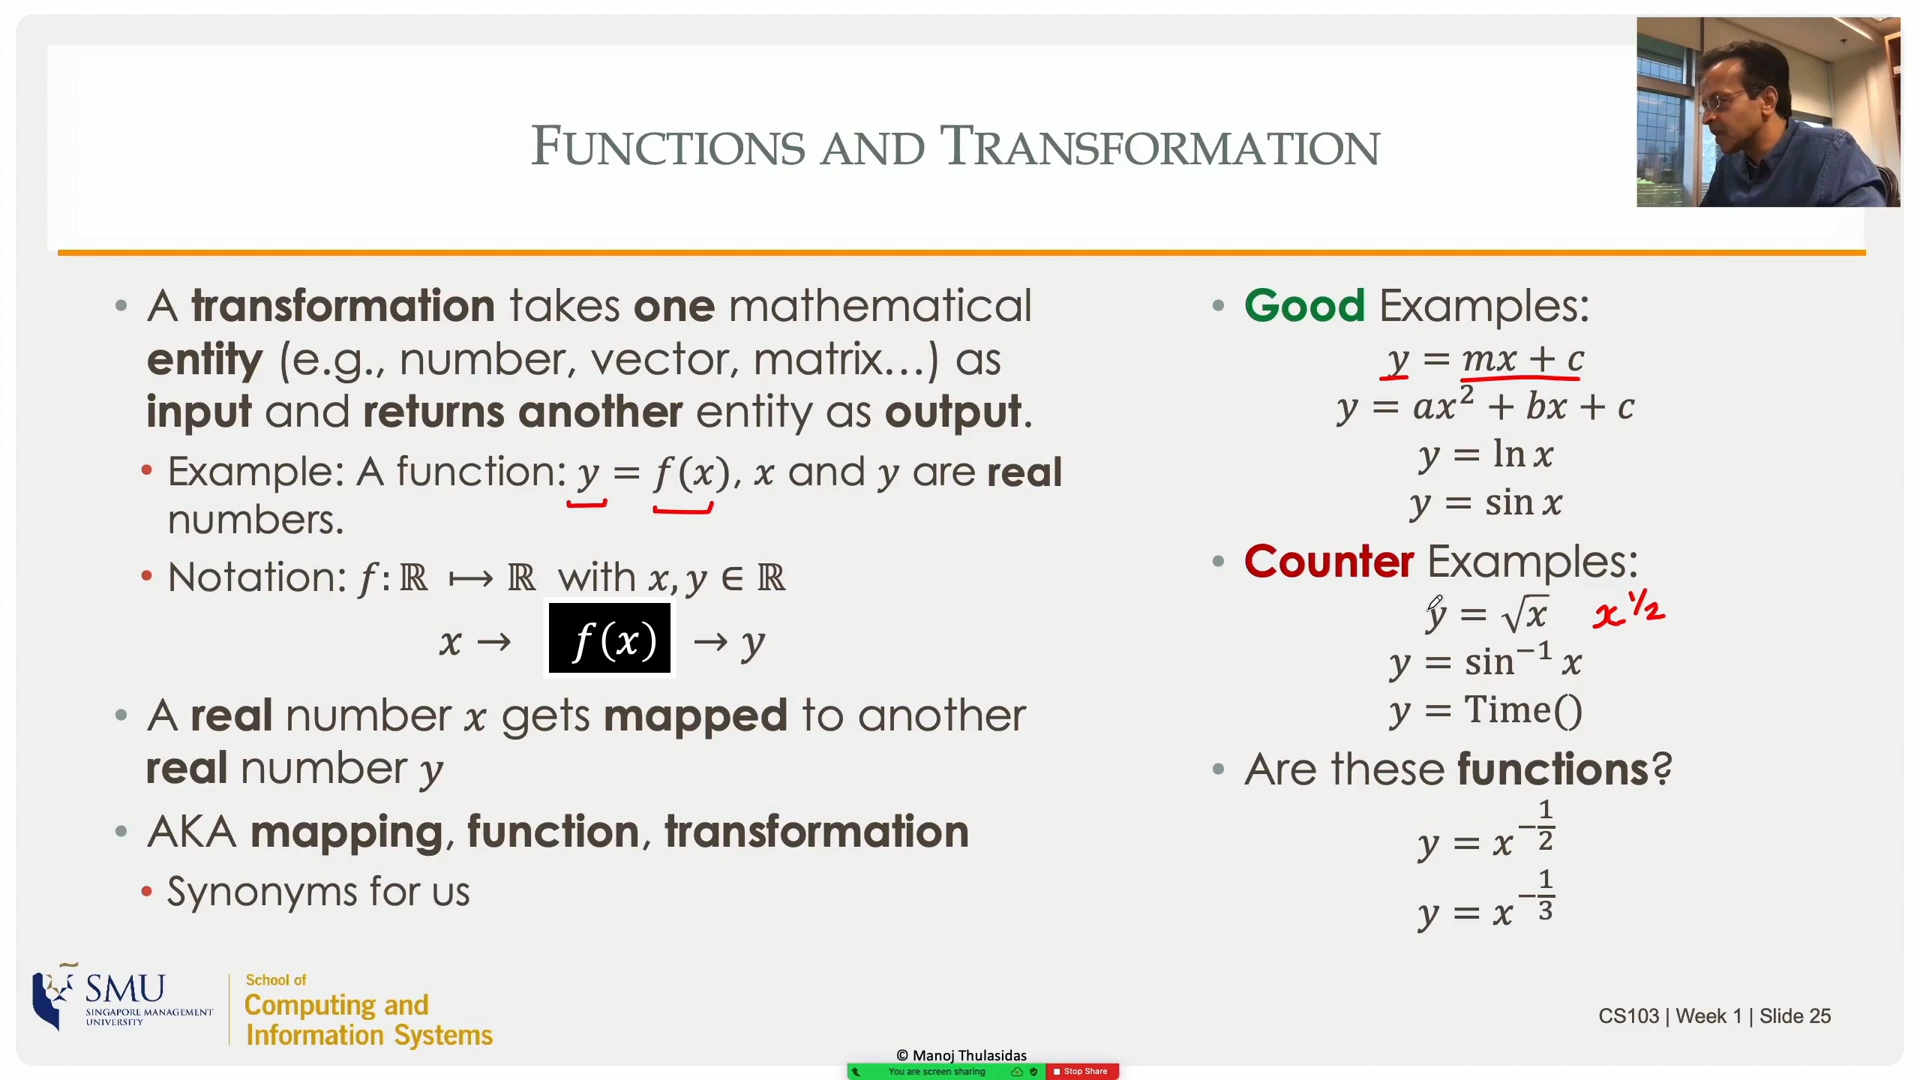 FUNCTIONS AND TRANSFORMATION
• A transformation takes one mathematical
entity (e.g., number, vector, matrix…) as
input and returns another entity as output.
• Example: A function: y = f(x), x and y are real
numbers.
• Notation: f: ℝ ↦ ℝ with x, y ∈ ℝ
x → f(x) → y
• A real number x gets mapped to another
real number y
• AKA mapping, function, transformation
• Synonyms for us
• Good Examples:
y = mx + c
y = ax² + bx + c
y = ln x
y = sin x
• Counter Examples:
y = √x x^½
y = sin⁻¹ x
y = Time()
• Are these functions?
y = x^(-1/2)
y = x^(-1/3)
SMU
SINGAPORE MANAGEMENT
UNIVERSITY
School of
Computing and
Information Systems
CS103 | Week 1 | Slide 25
© Manoj Thulasidas
You are screen sharing Stop Share